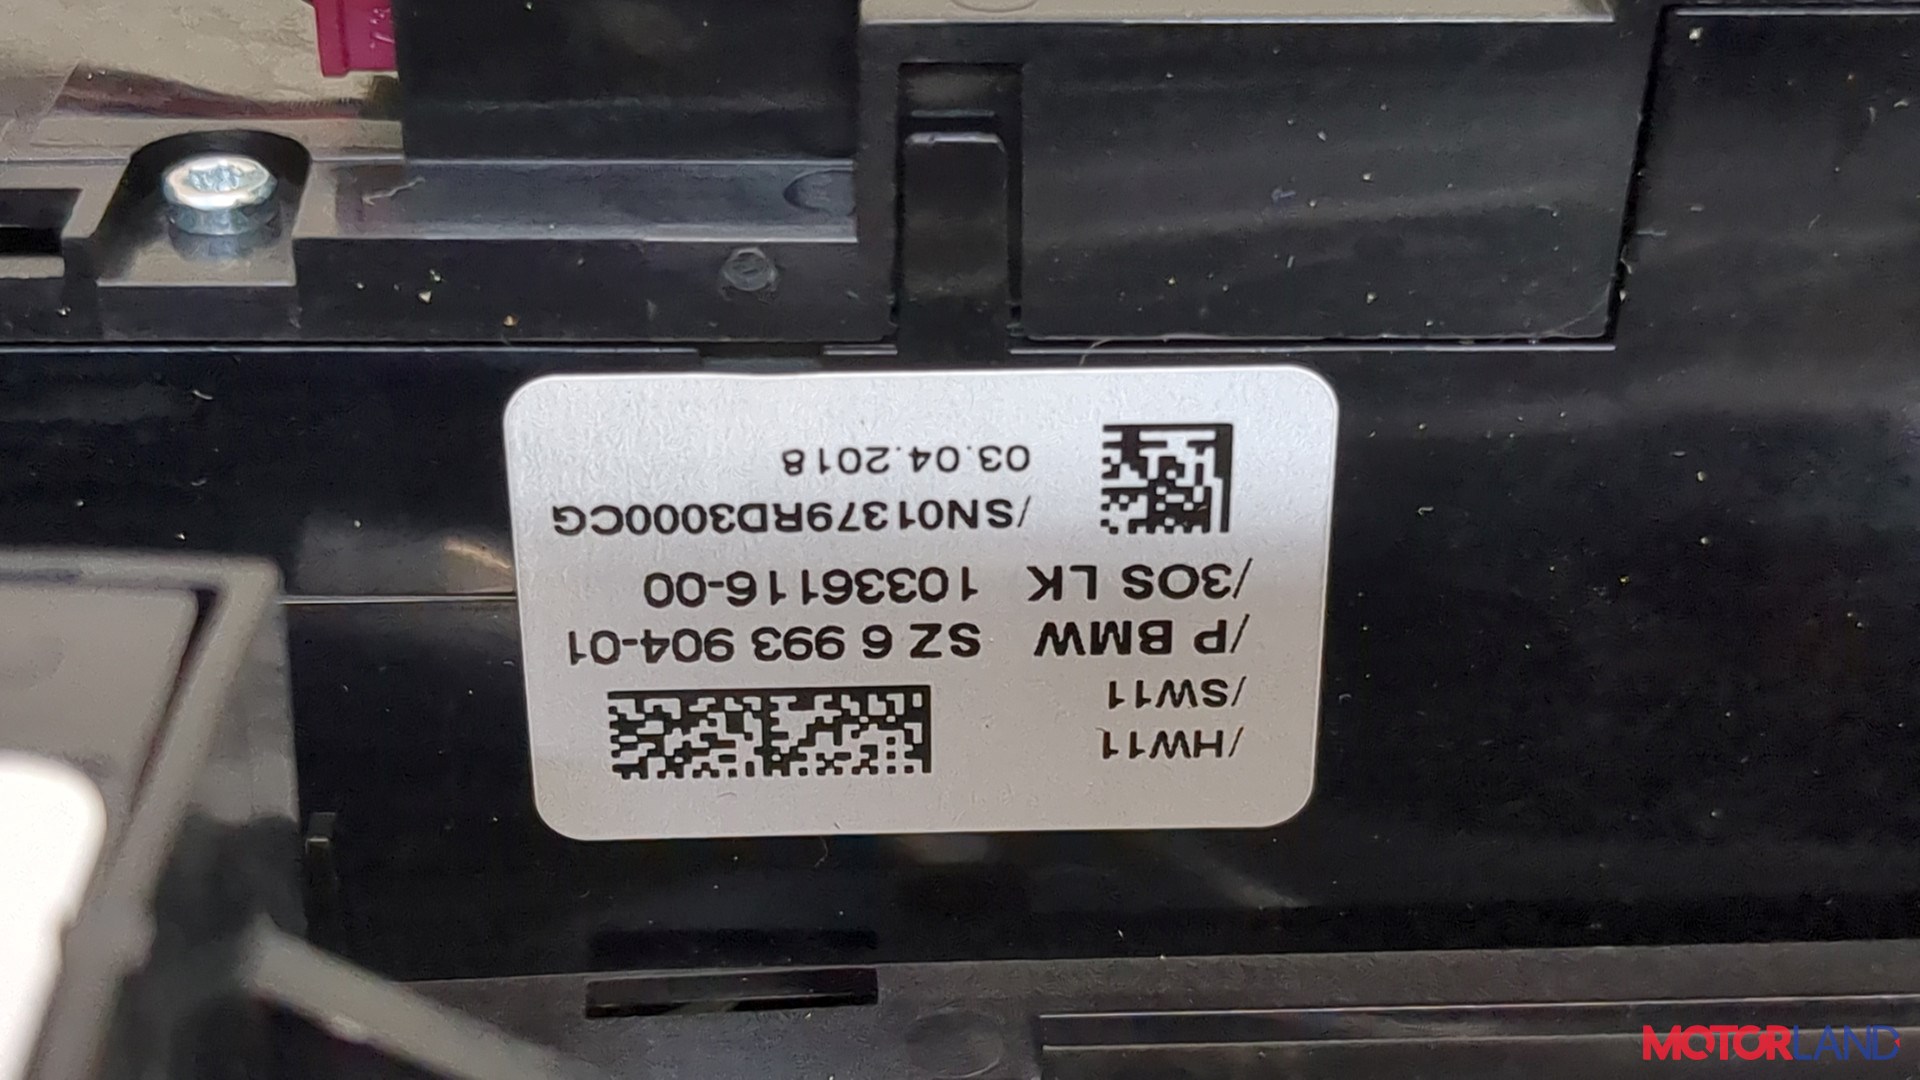 /HW11
/SW11
/P BMW SZ 6 993 904-01
/3OS LK 10336116-00
/SN01379RD3000CG
03.04.2018
MOTORLAND